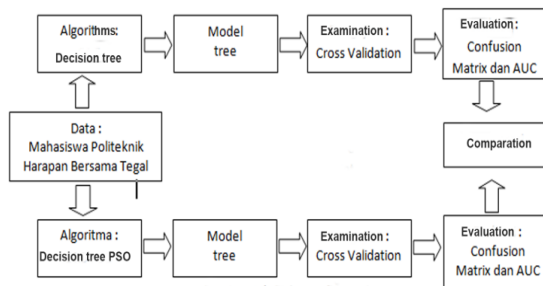 Algorithms:
Decision tree
Model
tree
Examination :
Cross Validation
Evaluation :
Confusion
Matrix dan AUC
Data :
Mahasiswa Politeknik
Harapan Bersama Tegal
Comparation
Algoritma :
Decision tree PSO
Model
tree
Examination :
Cross Validation
Evaluation :
Confusion
Matrix dan AUC